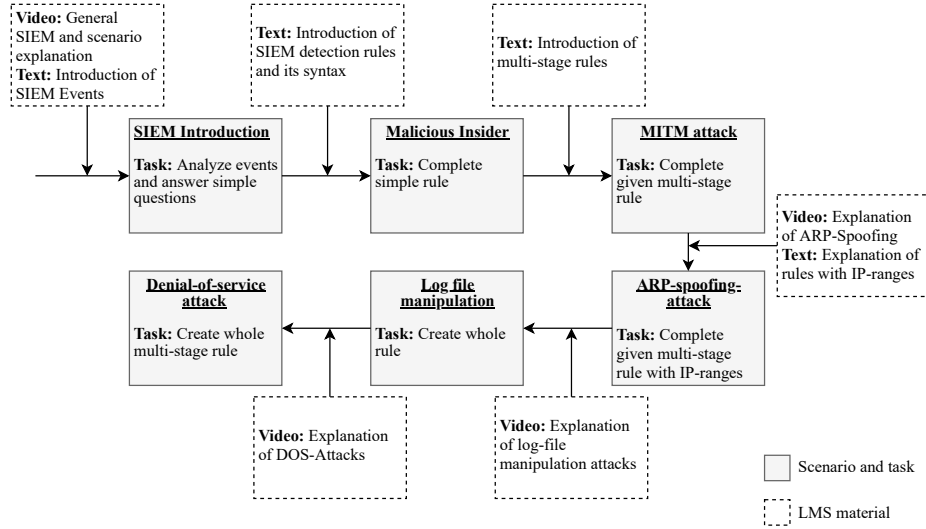 Video: General
SIEM and scenario
explanation
Text: Introduction of
SIEM Events
Text: Introduction of
SIEM detection rules
and its syntax
Text: Introduction of
multi-stage rules
SIEM Introduction
Task: Analyze events
and answer simple
questions
Malicious Insider
Task: Complete
simple rule
MITM attack
Task: Complete
given multi-stage
rule
Video: Explanation
of ARP-Spoofing
Text: Explanation of
rules with IP-ranges
Denial-of-service
attack
Task: Create whole
multi-stage rule
Log file
manipulation
Task: Create whole
rule
ARP-spoofing-
attack
Task: Complete
given multi-stage
rule with IP-ranges
Video: Explanation
of DOS-Attacks
Video: Explanation
of log-file
manipulation attacks
Scenario and task
LMS material